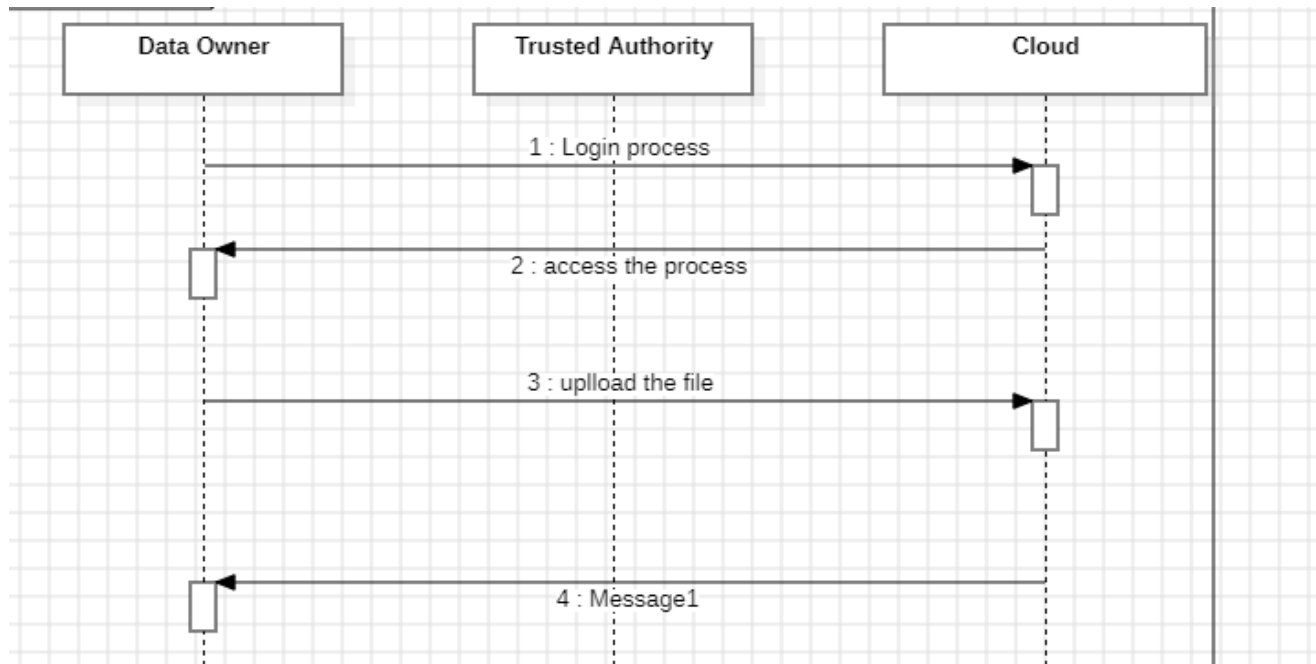 Data Owner
Trusted Authority
Cloud
1 : Login process
2 : access the process
3 : uplload the file
4 : Message1